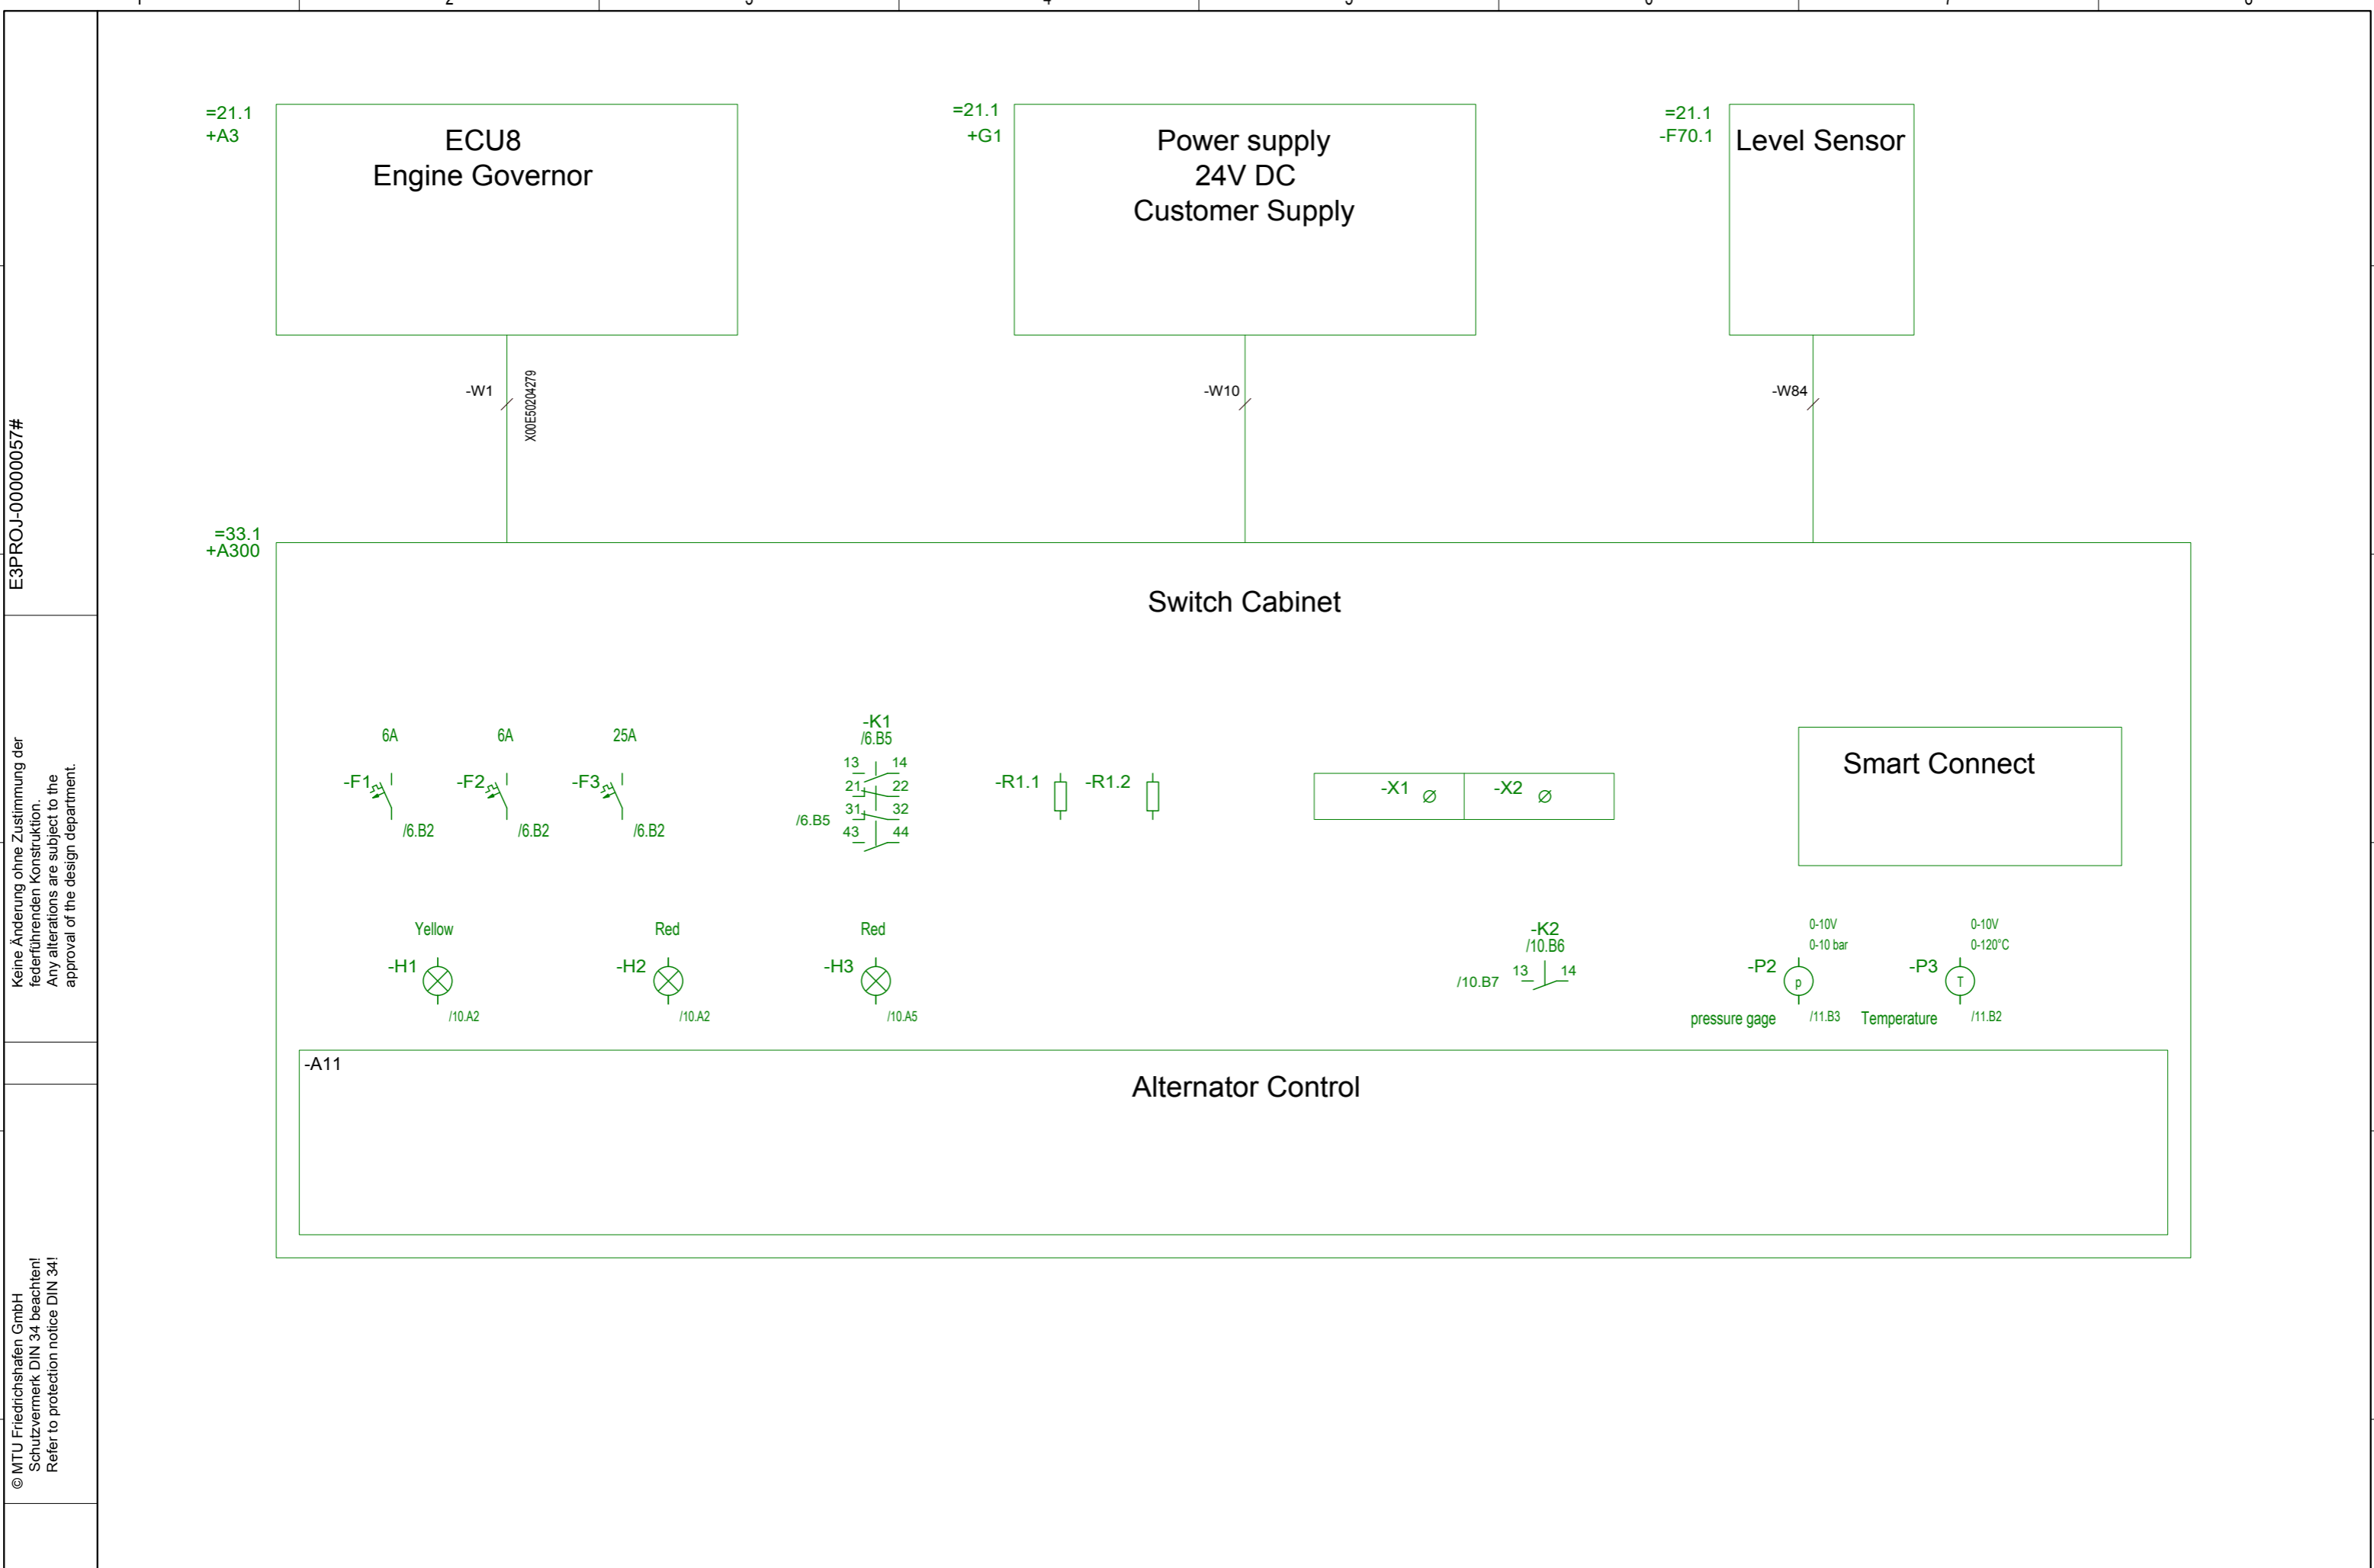 =21.1
+A3
ECU8
Engine Governor
=21.1
+G1
Power supply
24V DC
Customer Supply
=21.1
-F70.1
Level Sensor
-W1
X00E50204279
-W10
-W84
=33.1
+A300
Switch Cabinet
6A
-F1
/6.B2
6A
-F2
/6.B2
25A
-F3
/6.B2
-K1
/6.B5
13 14
21 22
31 32
/6.B5
43 44
-R1.1
-R1.2
-X1
-X2
Smart Connect
Yellow
-H1
/10.A2
Red
-H2
/10.A2
Red
-H3
/10.A5
-K2
/10.B6
/10.B7
13 14
0-10V
0-10 bar
-P2
p
pressure gage
/11.B3
0-10V
0-120°C
-P3
T
Temperature
/11.B2
-A11
Alternator Control
E3PROJ-00000057#
Keine Änderung ohne Zustimmung der
federführenden Konstruktion.
Any alterations are subject to the
approval of the design department.
© MTU Friedrichshafen GmbH
Schutzvermerk DIN 34 beachten!
Refer to protection notice DIN 34!